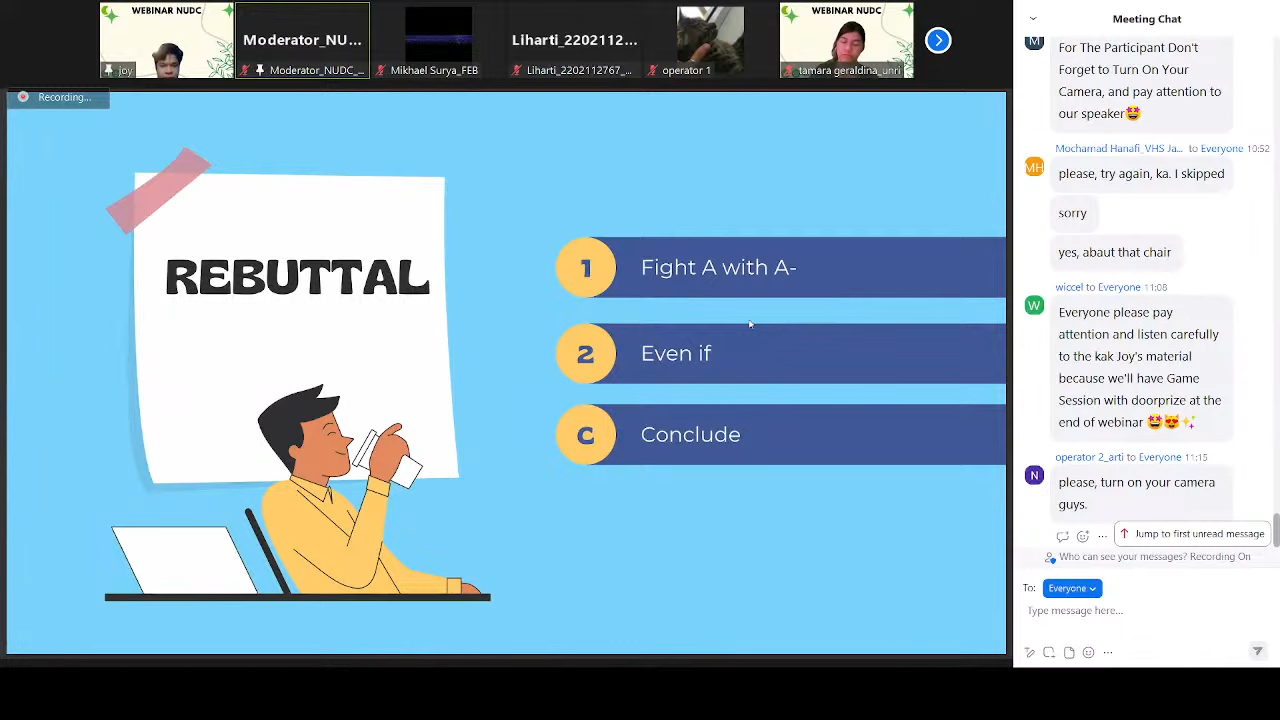 WEBINAR NUDC
joy
Moderator_NU...
Moderator_NUDC_...
Mikhael Surya_FEB
Liharti_2202112...
Liharti_2202112767_...
operator 1
WEBINAR NUDC
tamara geraldina_unri
Recording...
REBUTTAL
1 Fight A with A-
2 Even if
C Conclude
Meeting Chat
M
For The Participant Don't
Forget to Turn On Your
Camera, and pay attention to
our speaker🤩
Mochamad Hanafi_VHS Ja... to Everyone 10:52
MH
please, try again, ka. I skipped
sorry
yes, abaut that chair
wiccel to Everyone 11:08
W
Everyone please pay
attention and listen carefully
to the Kak Joy's material
because we'll have Game
Session with doorprize at the
end of webinar 🤩😻✨
operator 2_arti to Everyone 11:15
N
please, turn on your camera
guys.
Jump to first unread message
Who can see your messages? Recording On
To: Everyone
Type message here...